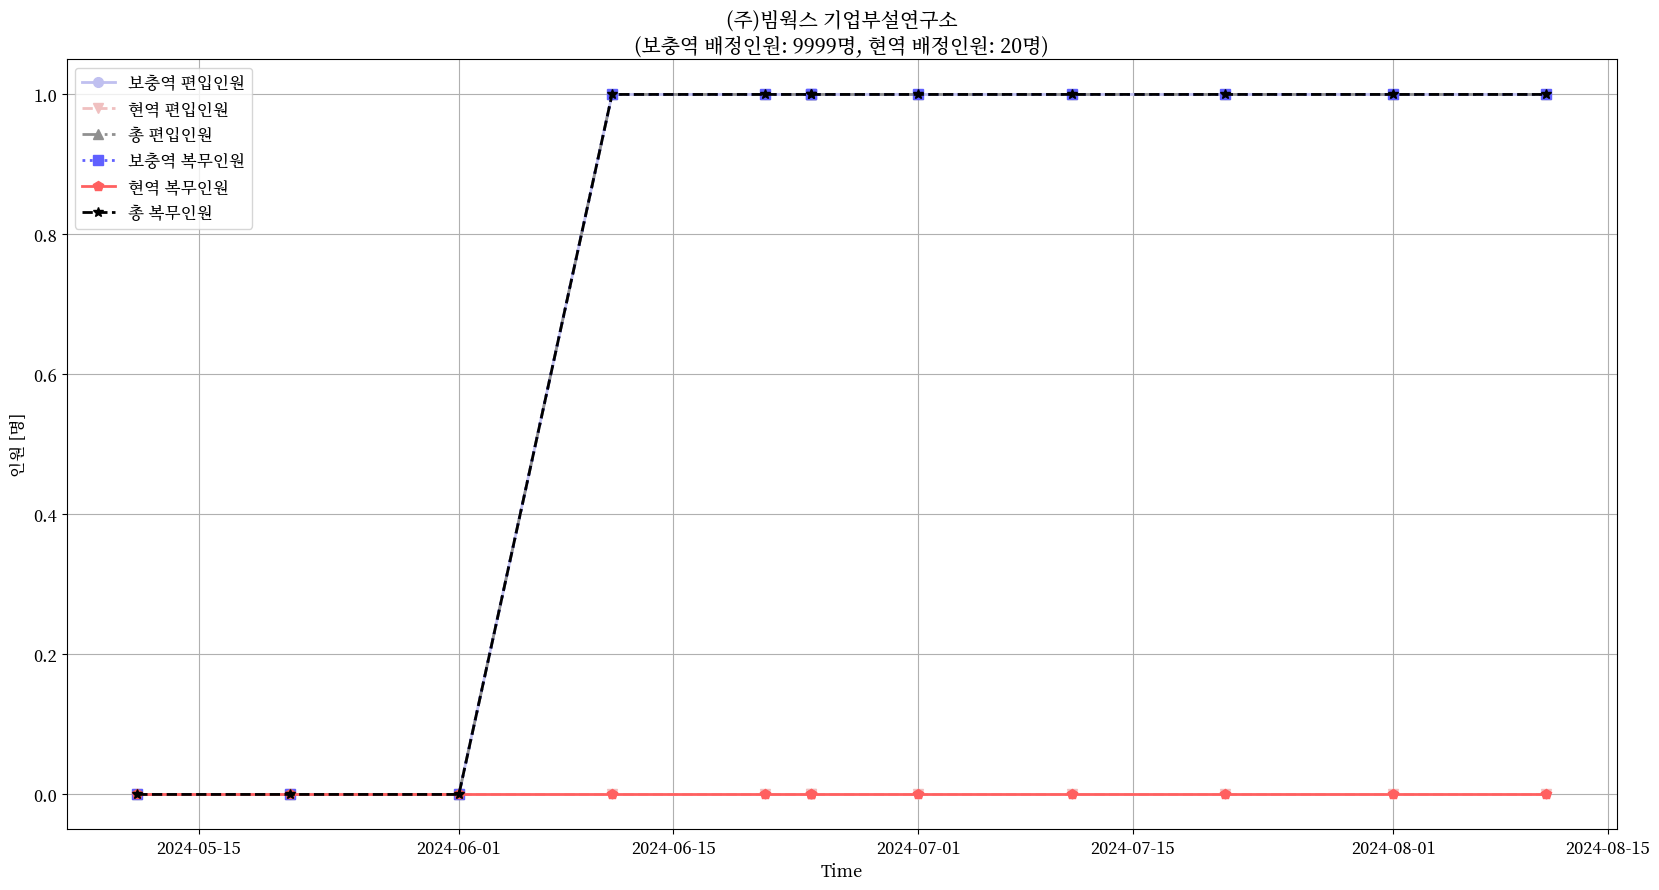 (주)빔웍스 기업부설연구소
(보충역 배정인원: 9999명, 현역 배정인원: 20명)
보충역 편입인원
현역 편입인원
총 편입인원
보충역 복무인원
현역 복무인원
총 복무인원
인원 [명]
1.0
0.8
0.6
0.4
0.2
0.0
2024-05-15
2024-06-01
2024-06-15
2024-07-01
2024-07-15
2024-08-01
2024-08-15
Time